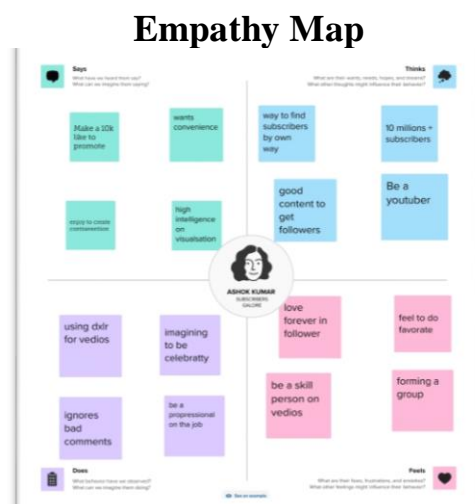 Empathy Map
Says
What have we heard them say?
What can we imagine them saying?
Thinks
What are their wants, needs, hopes, and dreams?
What other thoughts might influence their behavior?
Make a 10k
like to
promote
wants
convenience
enjoy to create
high
intelligence
on
visualsation
way to find
subscribers
by own
way
10 millions +
subscribers
good
content to
get
followers
Be a
youtuber
ASHOK KUMAR
SUBSCRIBERS
GALORE
using dxlr
for vedios
imagining
to be
celebratty
ignores
bad
comments
be a
propressional
on the job
love
forever in
follower
feel to do
favorate
be a skill
person on
vedios
forming a
group
Does
What behavior have we observed?
What can we imagine them doing?
Feels
What are their fears, frustrations, and anxieties?
What other feelings might influence their behavior?
See an example